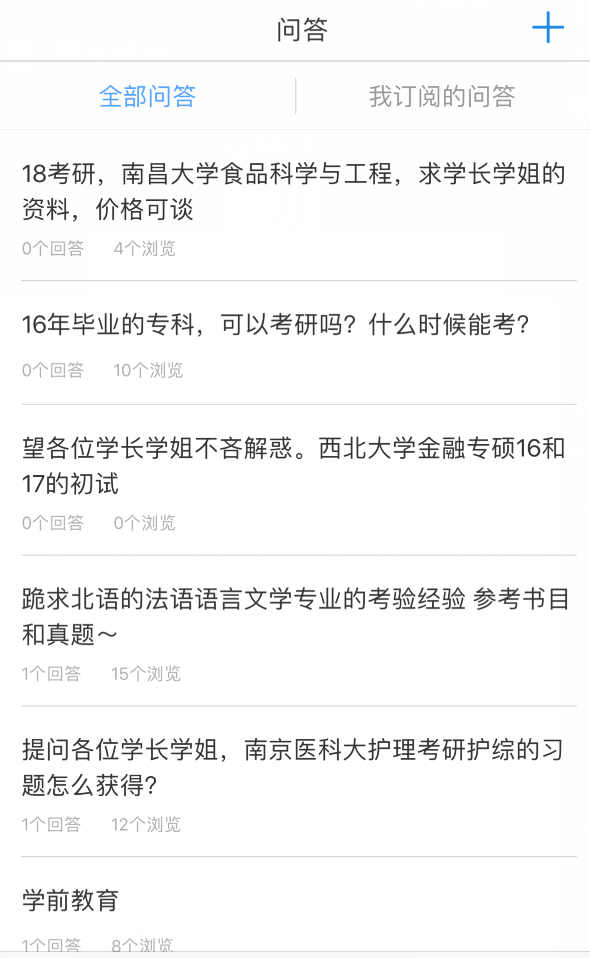 问答
全部问答
我订阅的问答
18考研，南昌大学食品科学与工程，求学长学姐的
资料，价格可谈
0个回答 4个浏览
16年毕业的专科，可以考研吗？什么时候能考？
0个回答 10个浏览
望各位学长学姐不吝解惑。西北大学金融专硕16和
17的初试
0个回答 0个浏览
跪求北语的法语语言文学专业的考验经验 参考书目
和真题～
1个回答 15个浏览
提问各位学长学姐，南京医科大护理考研护综的习
题怎么获得？
1个回答 12个浏览
学前教育
1个回答 8个浏览